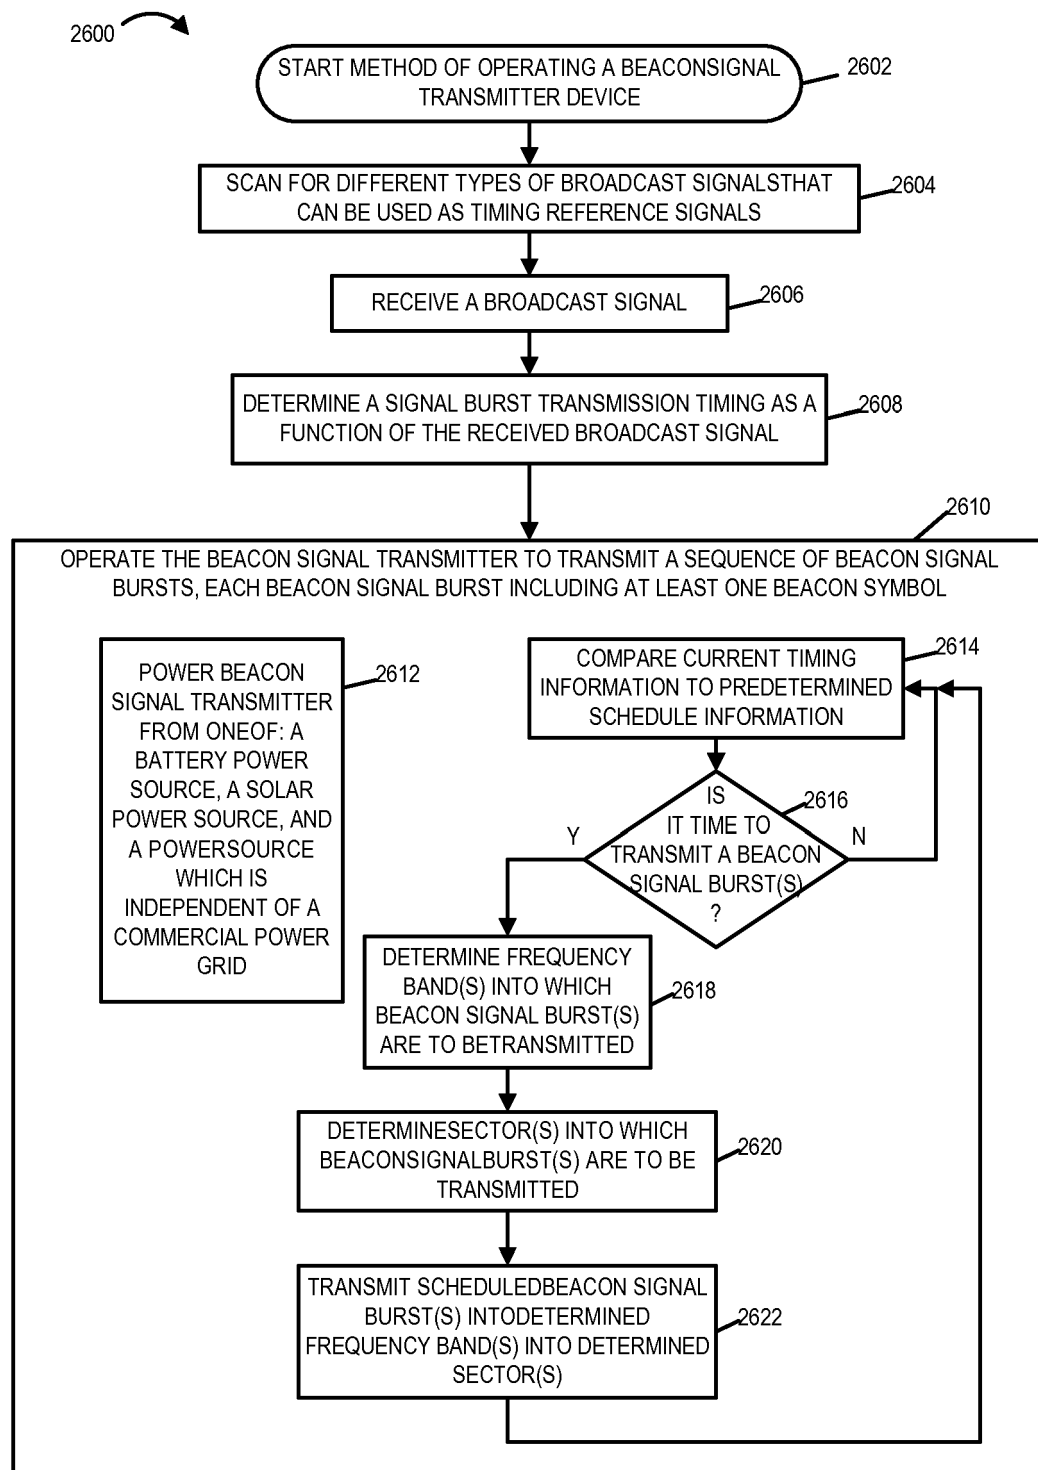 2600
START METHOD OF OPERATING A BEACONSIGNAL
TRANSMITTER DEVICE
2602
SCAN FOR DIFFERENT TYPES OF BROADCAST SIGNALSTHAT
CAN BE USED AS TIMING REFERENCE SIGNALS
2604
RECEIVE A BROADCAST SIGNAL
2606
DETERMINE A SIGNAL BURST TRANSMISSION TIMING AS A
FUNCTION OF THE RECEIVED BROADCAST SIGNAL
2608
2610
OPERATE THE BEACON SIGNAL TRANSMITTER TO TRANSMIT A SEQUENCE OF BEACON SIGNAL
BURSTS, EACH BEACON SIGNAL BURST INCLUDING AT LEAST ONE BEACON SYMBOL
POWER BEACON
SIGNAL TRANSMITTER
FROM ONEOF: A
BATTERY POWER
SOURCE, A SOLAR
POWER SOURCE, AND
A POWERSOURCE
WHICH IS
INDEPENDENT OF A
COMMERCIAL POWER
GRID
2612
COMPARE CURRENT TIMING
INFORMATION TO PREDETERMINED
SCHEDULE INFORMATION
2614
IS
IT TIME TO
TRANSMIT A BEACON
SIGNAL BURST(S)
?
2616
Y
N
DETERMINE FREQUENCY
BAND(S) INTO WHICH
BEACON SIGNAL BURST(S)
ARE TO BETRANSMITTED
2618
DETERMINESECTOR(S) INTO WHICH
BEACONSIGNALBURST(S) ARE TO BE
TRANSMITTED
2620
TRANSMIT SCHEDULEDBEACON SIGNAL
BURST(S) INTODETERMINED
FREQUENCY BAND(S) INTO DETERMINED
SECTOR(S)
2622